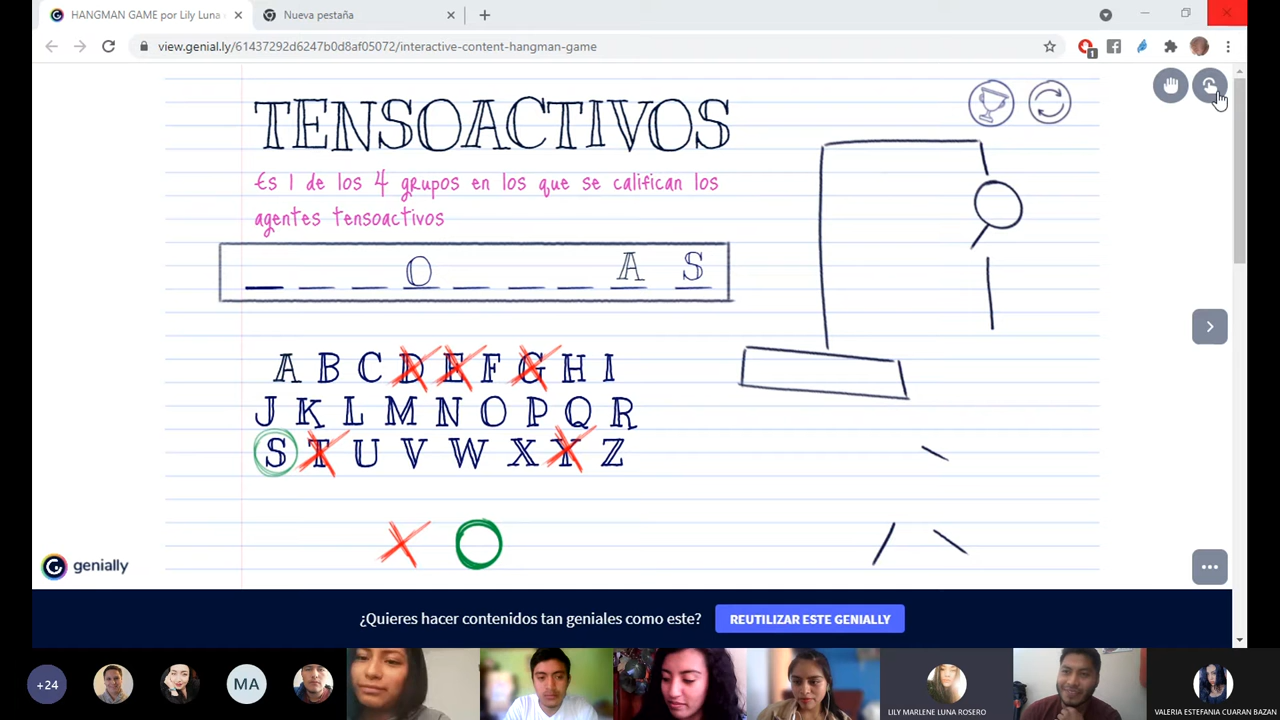 HANGMAN GAME por Lily Luna
Nueva pestaña
view.genial.ly/61437292d6247b0d8af05072/interactive-content-hangman-game
1
TENSOACTIVOS
Es 1 de los 4 grupos en los que se califican los
agentes tensoactivos
_ _ _ O _ _ _ A S
A B C D E F G H I
J K L M N O P Q R
S T U V W X Y Z
genially
¿Quieres hacer contenidos tan geniales como este? REUTILIZAR ESTE GENIALLY
+24
MA
LILY MARLENE LUNA ROSERO
VALERIA ESTEFANIA CUARAN BAZAN